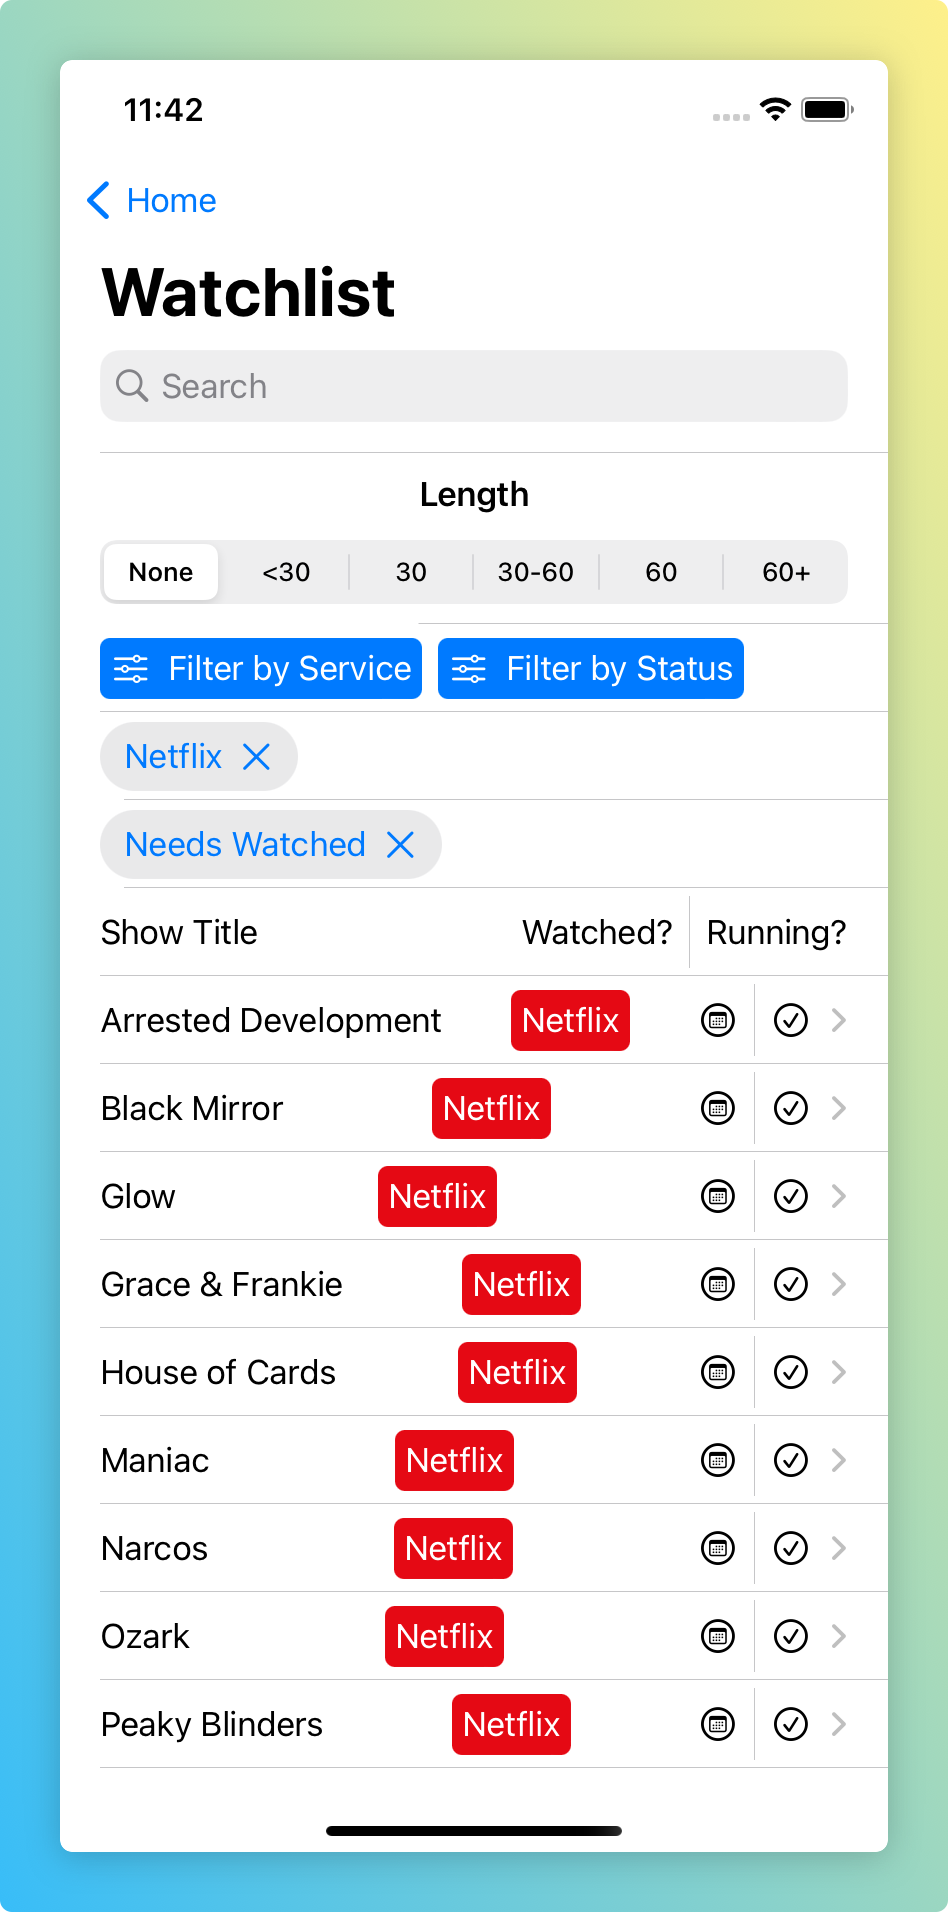 11:42
Home
Watchlist
Search
Length
None <30 30 30-60 60 60+
Filter by Service Filter by Status
Netflix
Needs Watched
Show Title Watched? Running?
Arrested Development Netflix
Black Mirror Netflix
Glow Netflix
Grace & Frankie Netflix
House of Cards Netflix
Maniac Netflix
Narcos Netflix
Ozark Netflix
Peaky Blinders Netflix